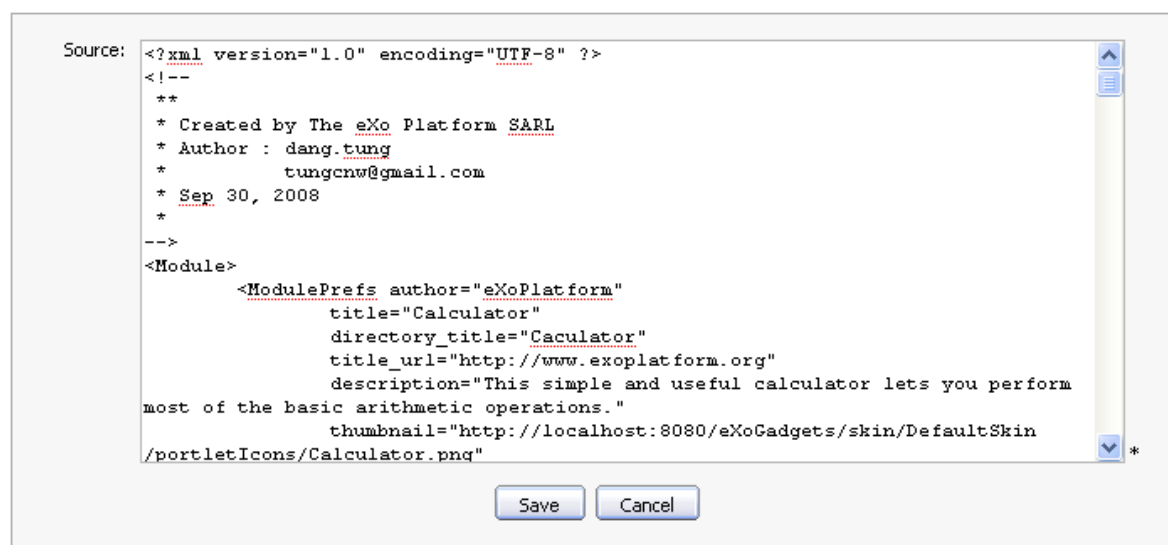 Source:
<?xml version="1.0" encoding="UTF-8" ?>
<!--
**
* Created by The eXo Platform SARL
* Author : dang.tung
* tungcnw@gmail.com
* Sep 30, 2008
*
-->
<Module>
<ModulePrefs author="eXoPlatform"
title="Calculator"
directory_title="Caculator"
title_url="http://www.exoplatform.org"
description="This simple and useful calculator lets you perform
most of the basic arithmetic operations."
thumbnail="http://localhost:8080/eXoGadgets/skin/DefaultSkin
/portletIcons/Calculator.png"
*
Save Cancel